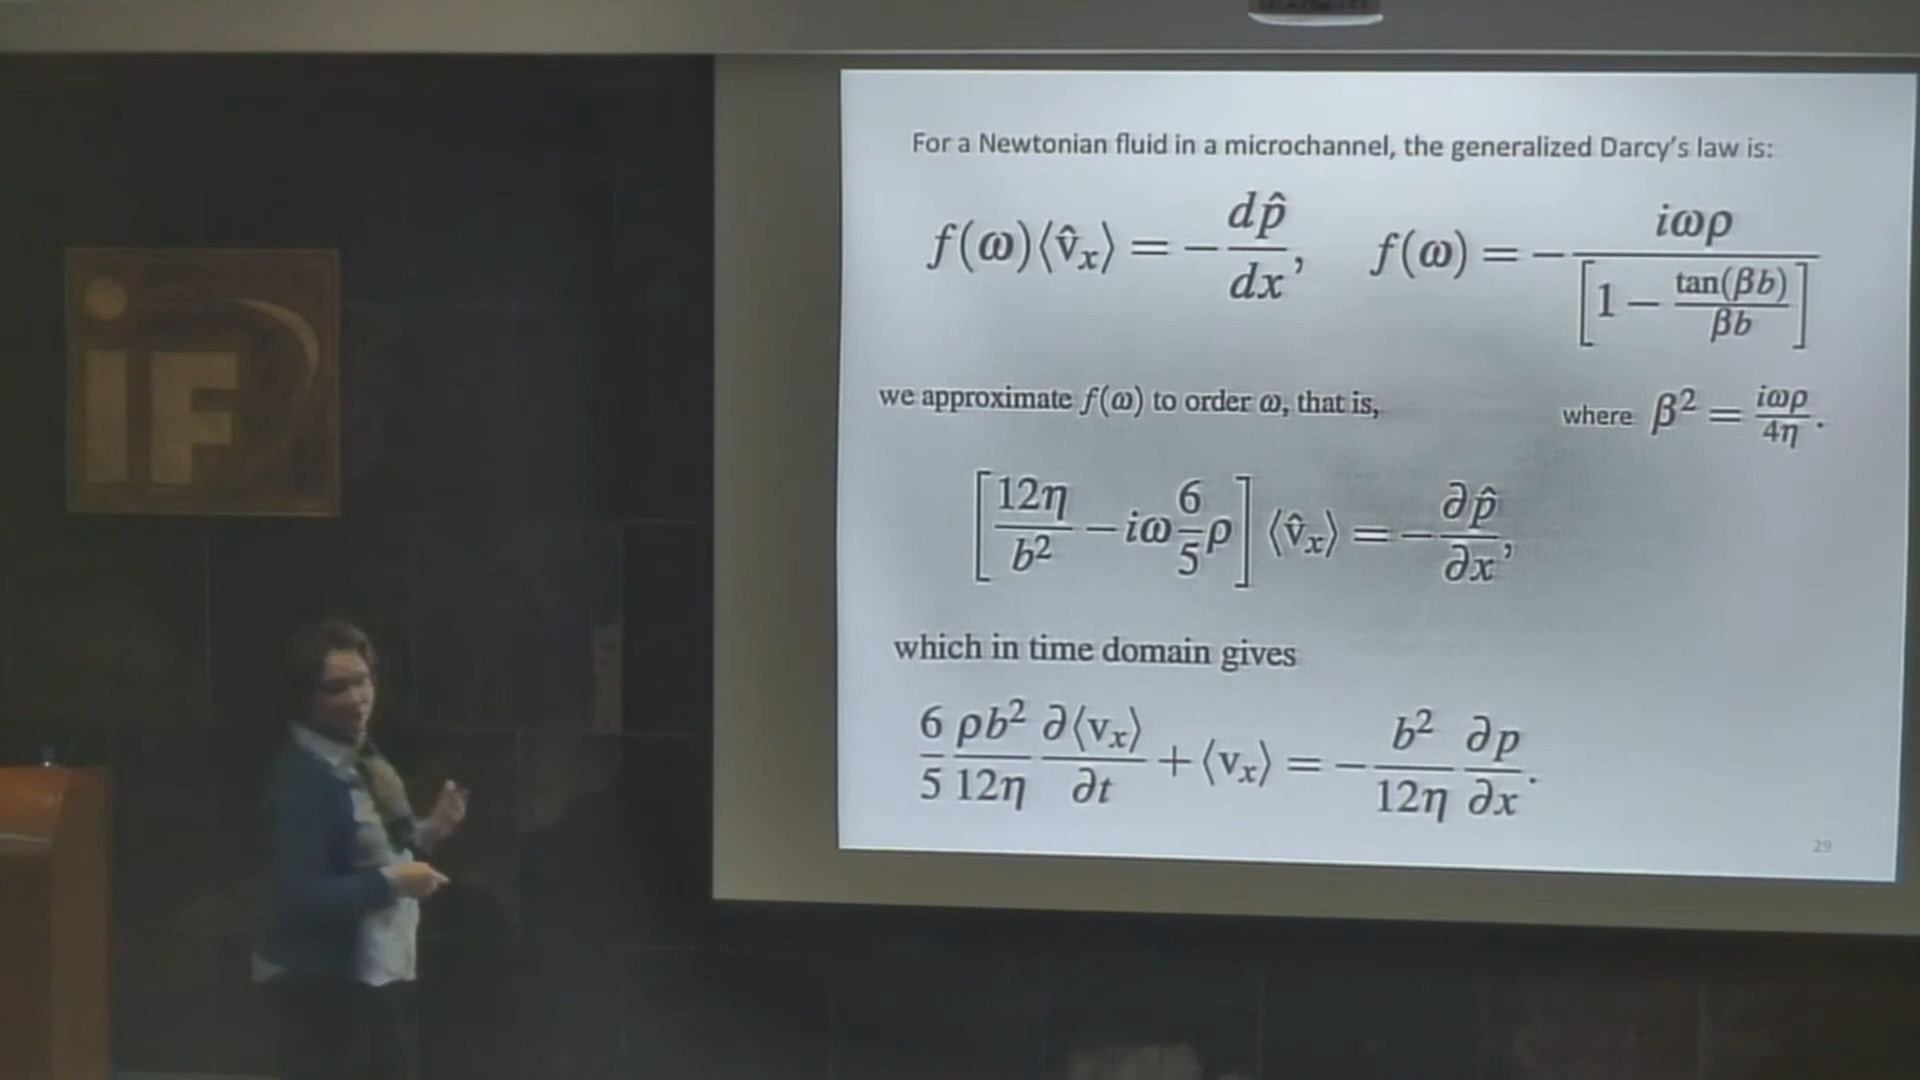 iF
For a Newtonian fluid in a microchannel, the generalized Darcy's law is:
f(ω)⟨v̂ₓ⟩ = −dp̂/dx, f(ω) = −iωρ/[1 − tan(βb)/βb]
we approximate f(ω) to order ω, that is, where β² = iωρ/4η.
[12η/b² − iω 6/5 ρ]⟨v̂ₓ⟩ = −∂p̂/∂x,
which in time domain gives
6/5 ρb²/12η ∂⟨vₓ⟩/∂t + ⟨vₓ⟩ = −b²/12η ∂p/∂x.
29